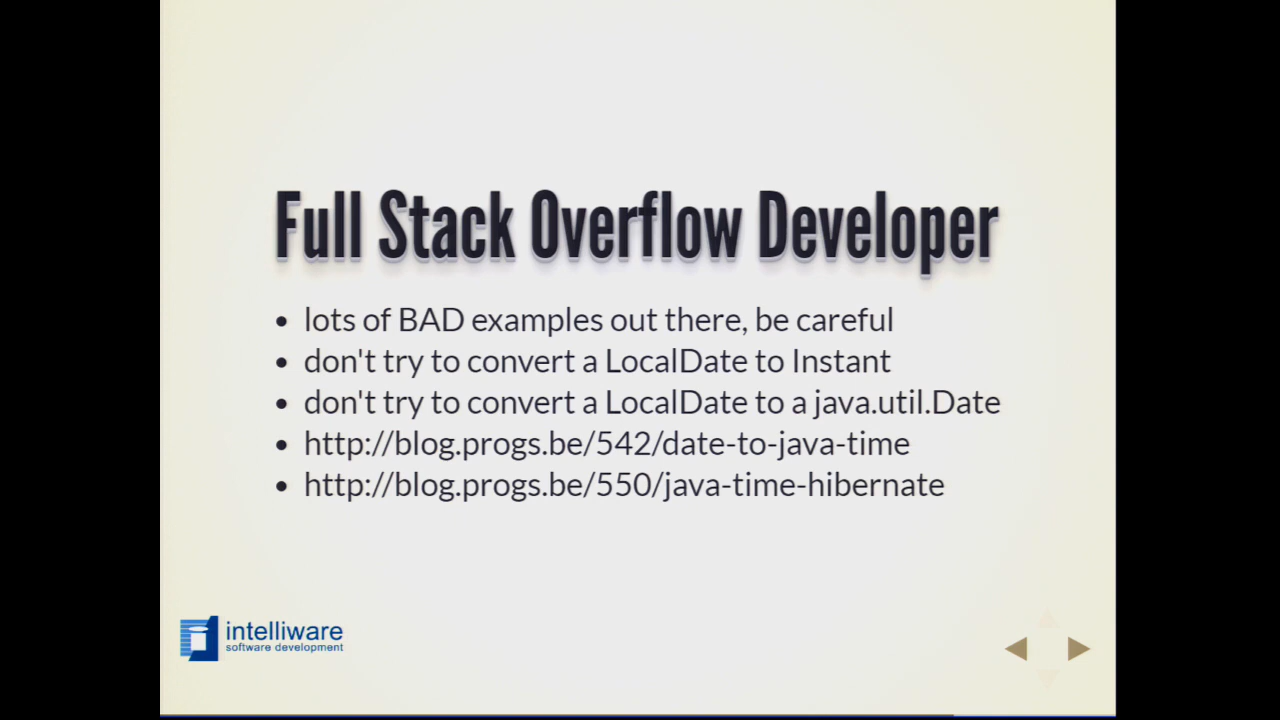 Full Stack Overflow Developer
• lots of BAD examples out there, be careful
• don't try to convert a LocalDate to Instant
• don't try to convert a LocalDate to a java.util.Date
• http://blog.progs.be/542/date-to-java-time
• http://blog.progs.be/550/java-time-hibernate
intelliware
software development